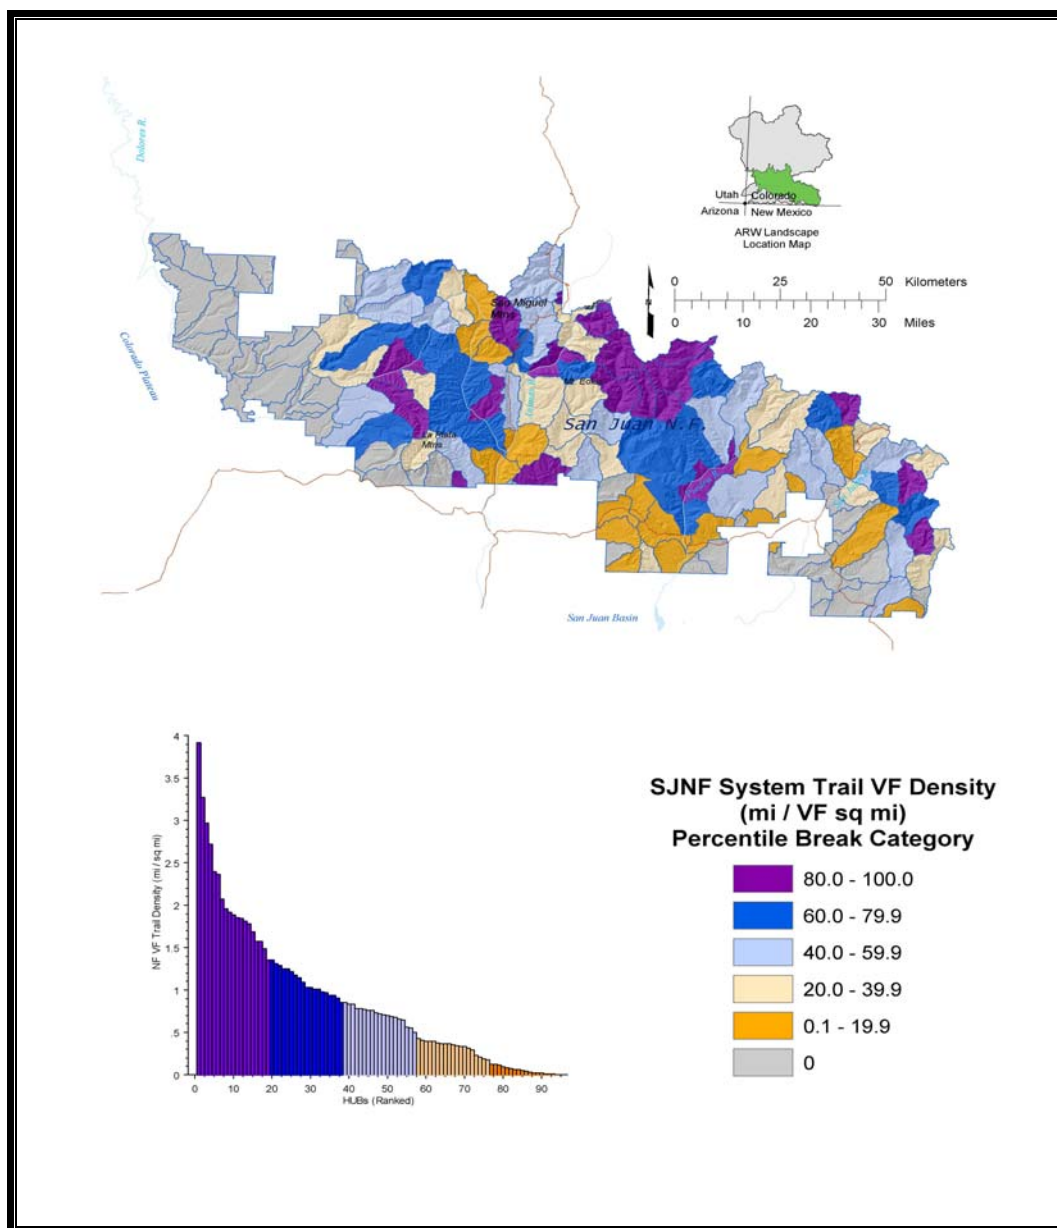 Dolores R.
Utah
Colorado
Arizona
New Mexico
ARW Landscape
Location Map
0 25 50 Kilometers
N
0 10 20 30 Miles
San Miguel
Mtns
Colorado Plateau
San Juan N.F.
La Plata
Mtns
San Juan Basin
4
3.5
3
2.5
2
1.5
1
.5
0
NF VF Trail Density (mi / sq mi)
0 10 20 30 40 50 60 70 80 90
HUBs (Ranked)
SJNF System Trail VF Density
(mi / VF sq mi)
Percentile Break Category
80.0 - 100.0
60.0 - 79.9
40.0 - 59.9
20.0 - 39.9
0.1 - 19.9
0